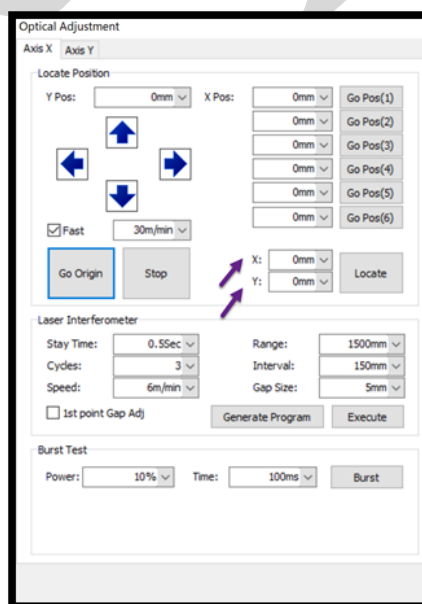 Optical Adjustment
Axis X Axis Y
Locate Position
Y Pos: 0mm X Pos: 0mm Go Pos(1)
0mm Go Pos(2)
0mm Go Pos(3)
0mm Go Pos(4)
0mm Go Pos(5)
0mm Go Pos(6)
Fast 30m/min
Go Origin Stop X: 0mm Locate
Y: 0mm
Laser Interferometer
Stay Time: 0.5Sec Range: 1500mm
Cycles: 3 Interval: 150mm
Speed: 6m/min Gap Size: 5mm
1st point Gap Adj Generate Program Execute
Burst Test
Power: 10% Time: 100ms Burst